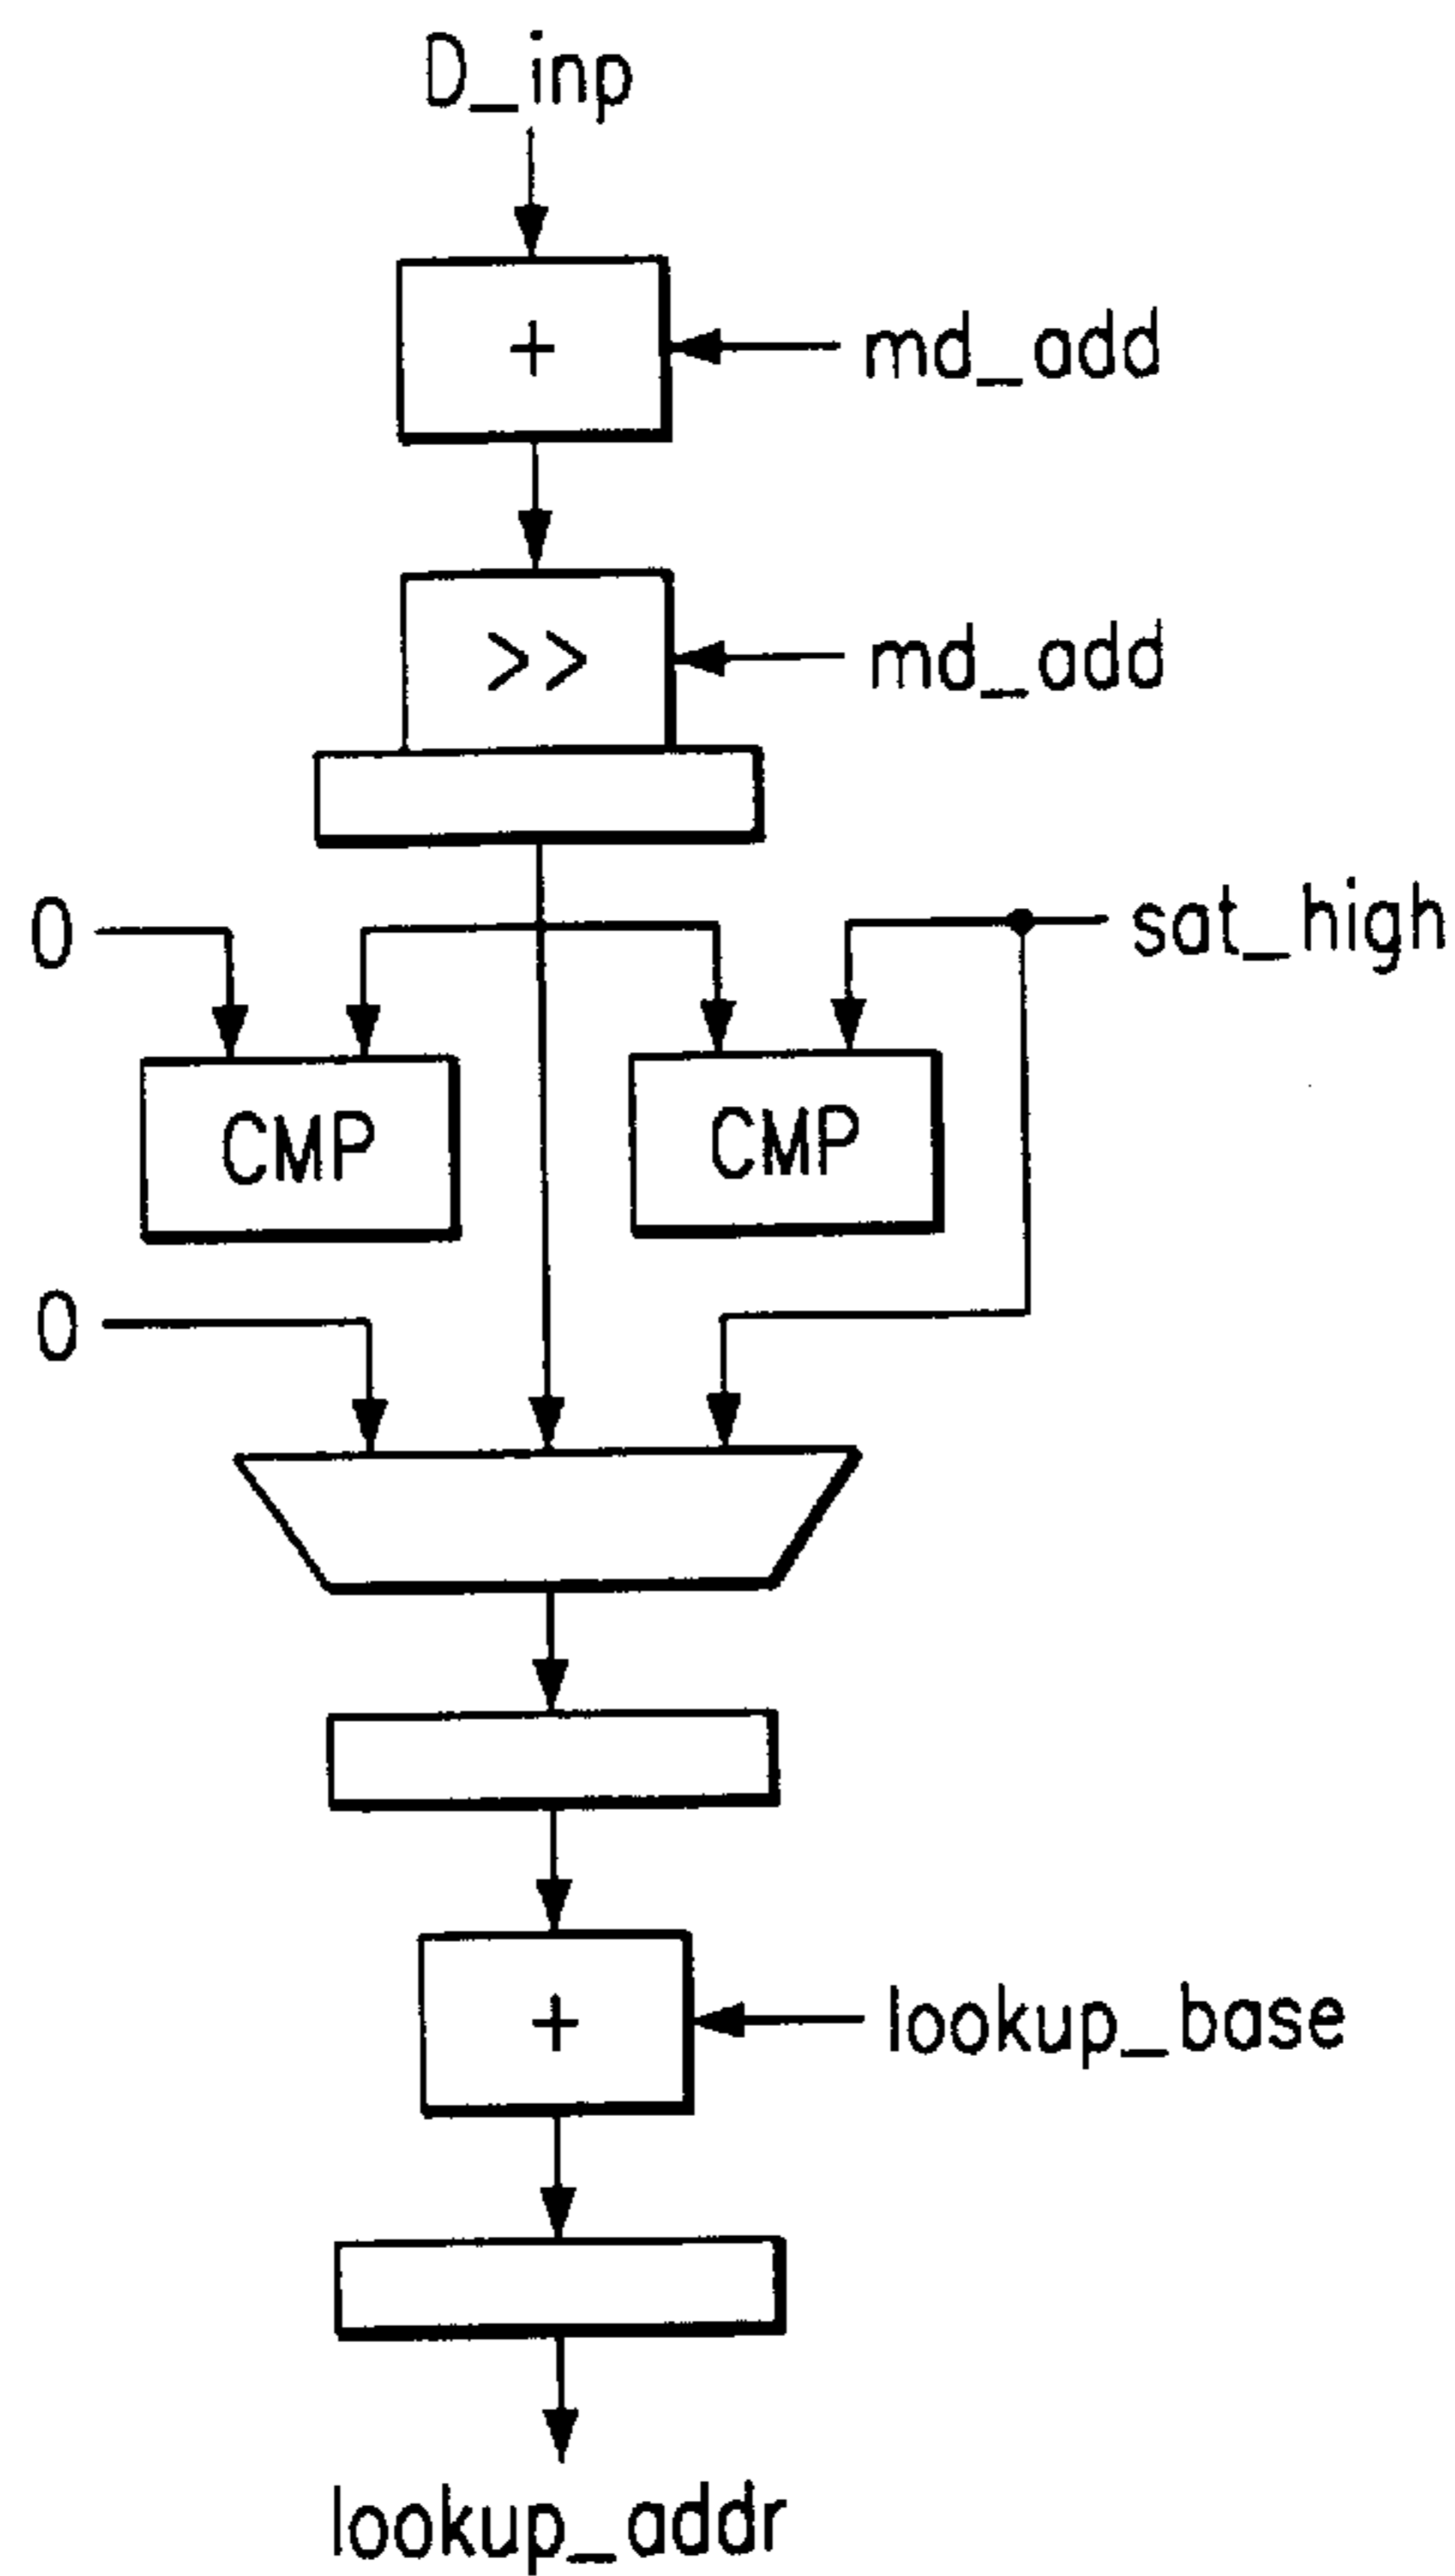 D_inp
+
md_add
>>
md_add
0
sat_high
CMP
CMP
0
+
lookup_base
lookup_addr